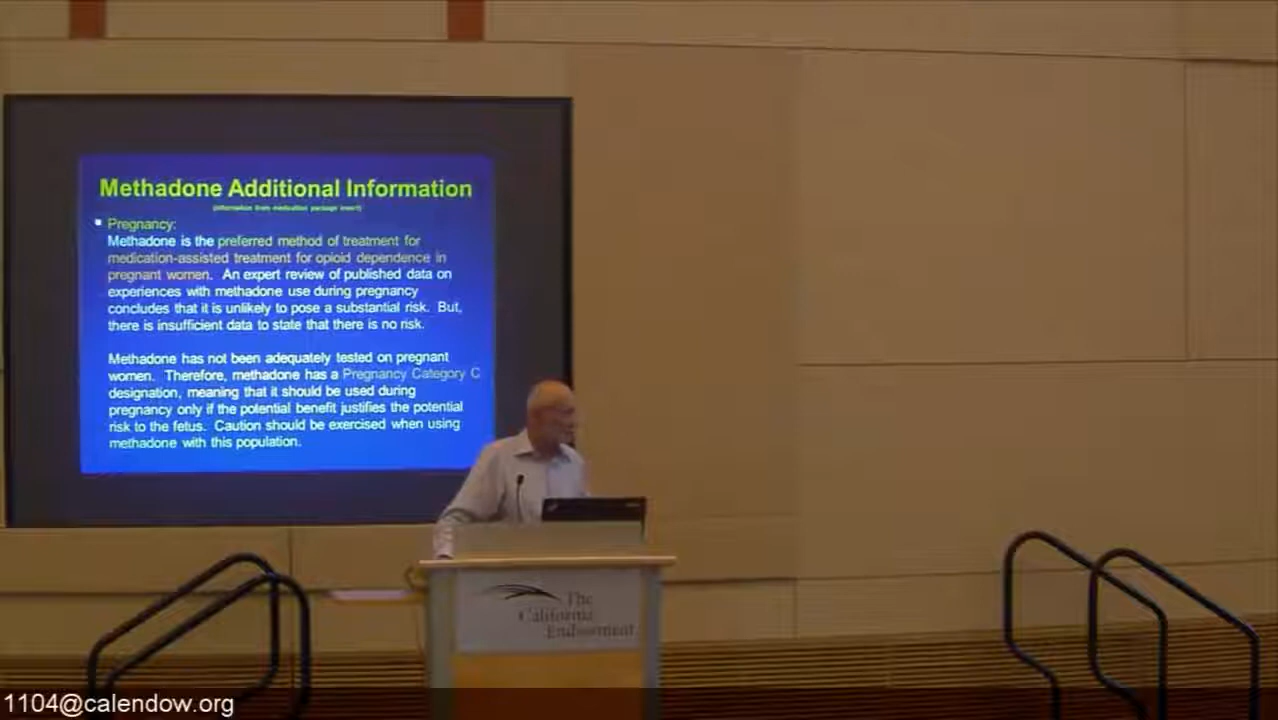 Methadone Additional Information
(information from medication package insert)
Pregnancy:
Methadone is the preferred method of treatment for
medication-assisted treatment for opioid dependence in
pregnant women. An expert review of published data on
experiences with methadone use during pregnancy
concludes that it is unlikely to pose a substantial risk. But,
there is insufficient data to state that there is no risk.
Methadone has not been adequately tested on pregnant
women. Therefore, methadone has a Pregnancy Category C
designation, meaning that it should be used during
pregnancy only if the potential benefit justifies the potential
risk to the fetus. Caution should be exercised when using
methadone with this population.
The
California
Endowment
1104@calendow.org